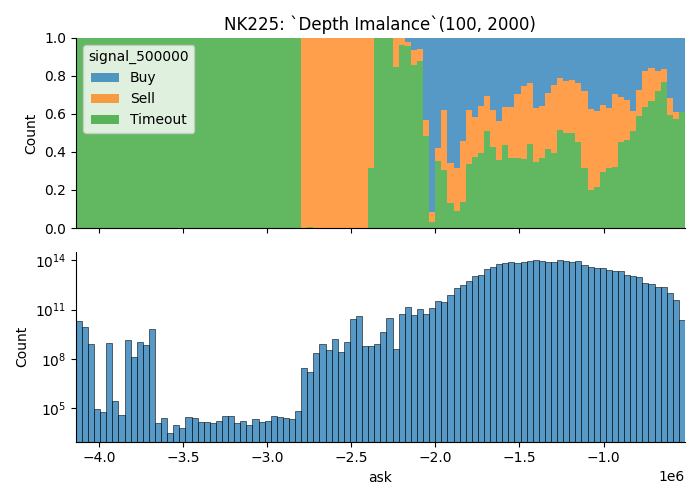 NK225: `Depth Imalance`(100, 2000)
1.0
0.8
0.6
0.4
0.2
0.0
Count
signal_500000
Buy
Sell
Timeout
10^14
10^11
10^8
10^5
Count
−4.0 −3.5 −3.0 −2.5 −2.0 −1.5 −1.0
1e6
ask